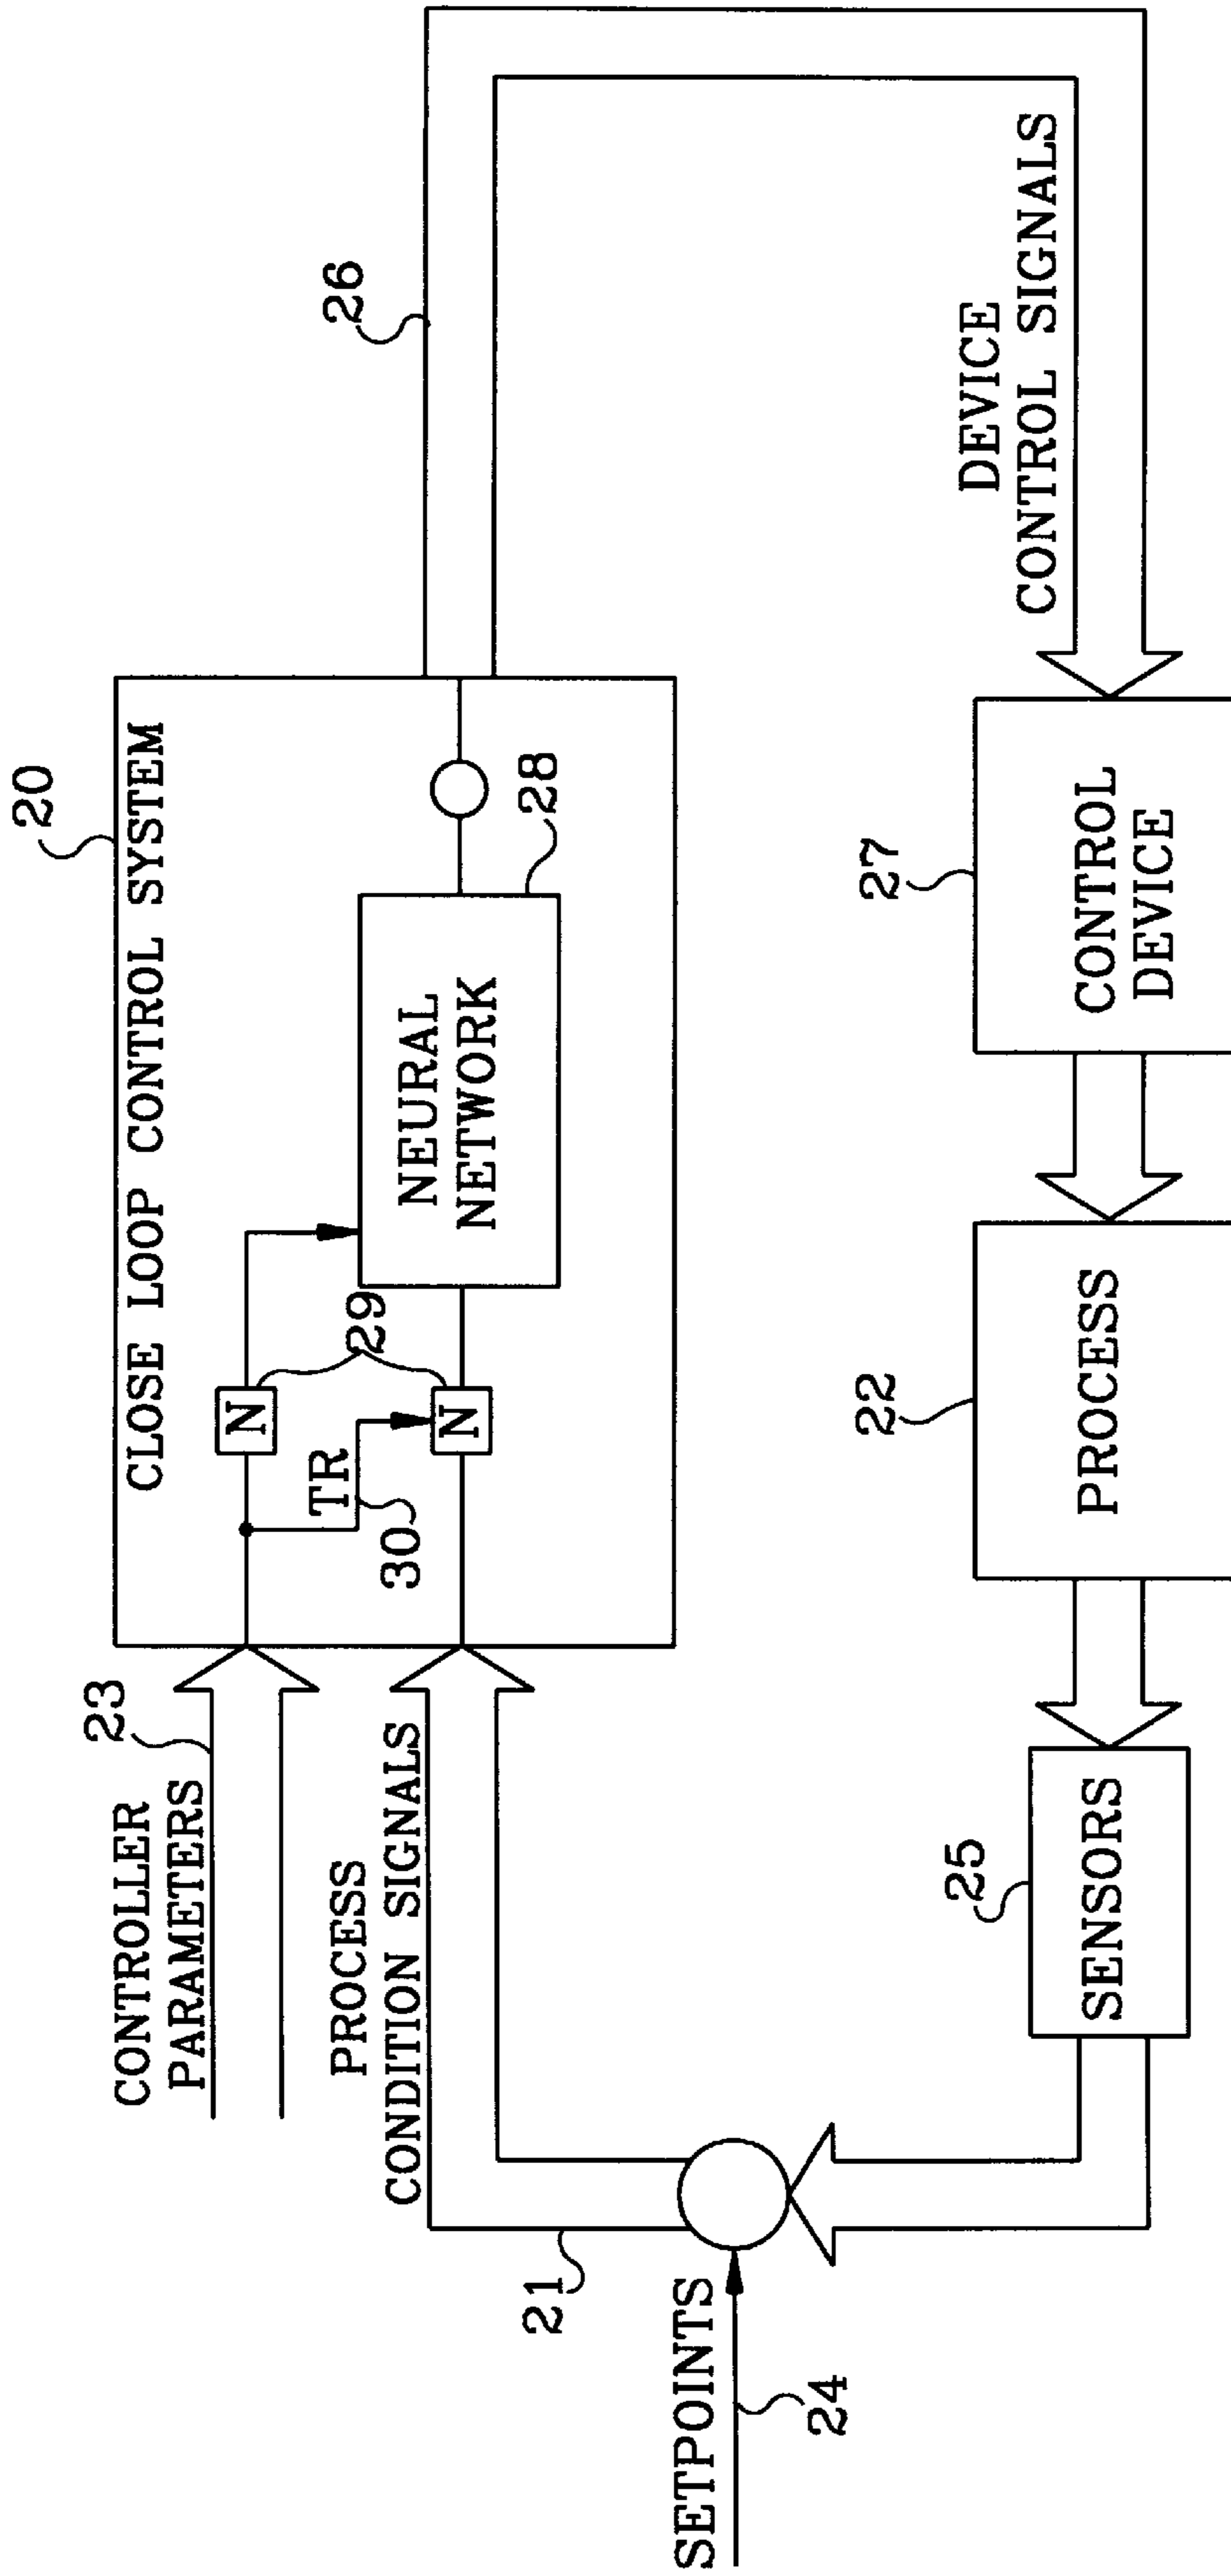 20
CLOSE LOOP CONTROL SYSTEM
23
CONTROLLER
PARAMETERS
N
29
TR
30
N
NEURAL
NETWORK
28
26
PROCESS
CONDITION SIGNALS
21
SETPOINTS
24
25
SENSORS
22
PROCESS
27
CONTROL
DEVICE
DEVICE
CONTROL SIGNALS